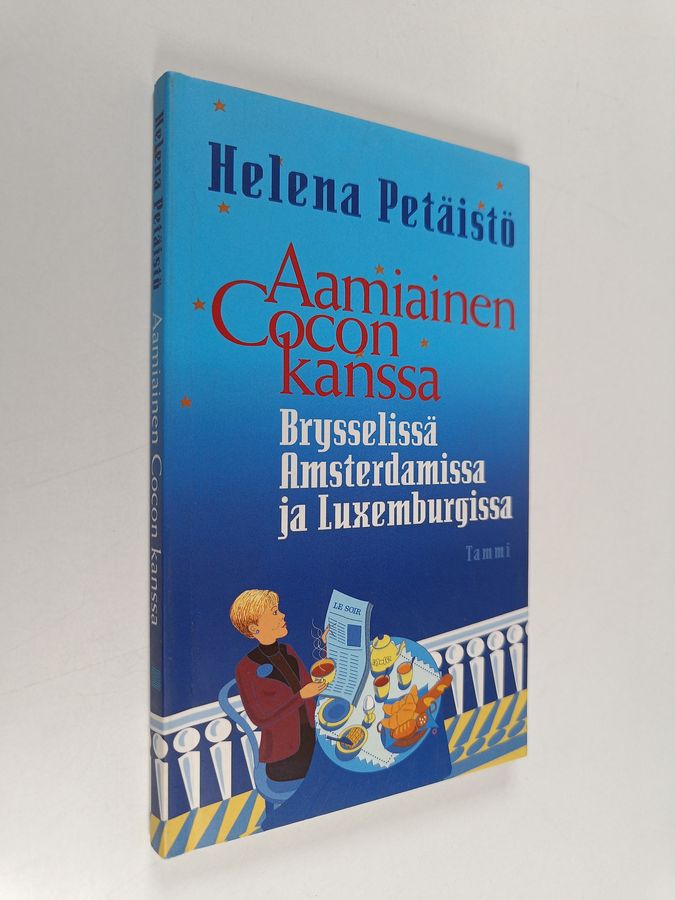 Helena Petäistö
Aamiainen
Cocon
kanssa
Brysselissä
Amsterdamissa
ja Luxemburgissa
Tammi
LE SOIR
Helena Petäistö Aamiainen Cocon kanssa